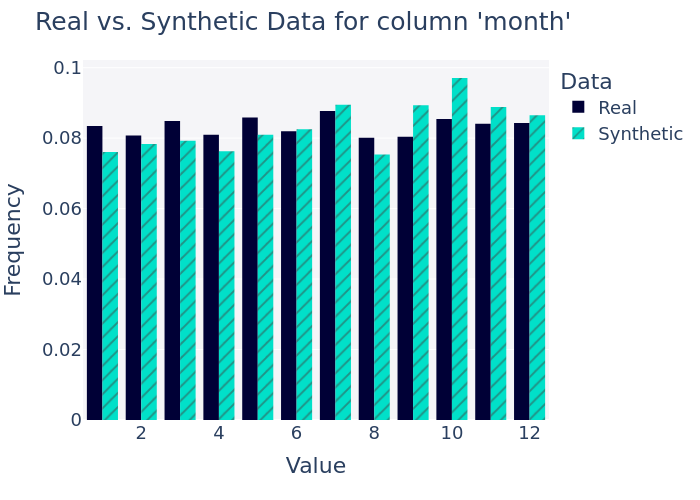 Real vs. Synthetic Data for column 'month'
0.1
0.08
0.06
0.04
0.02
0
Frequency
2 4 6 8 10 12
Value
Data
Real
Synthetic